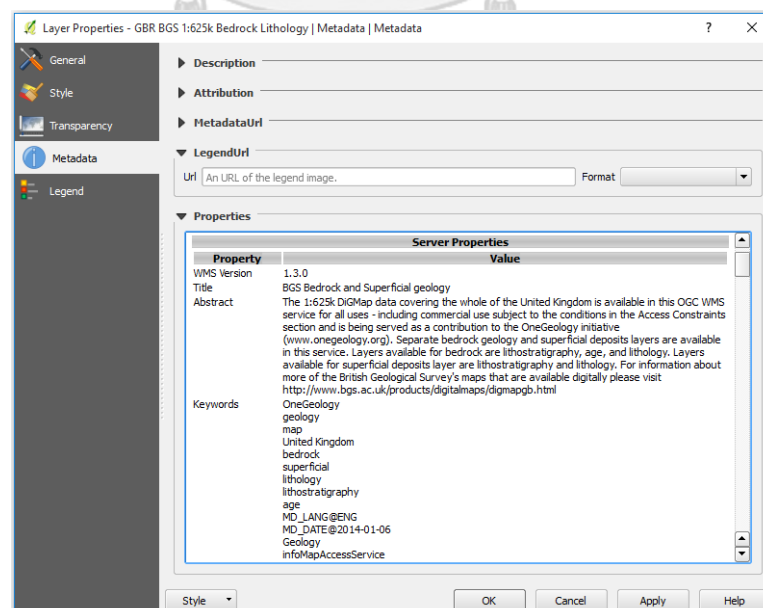 Layer Properties - GBR BGS 1:625k Bedrock Lithology | Metadata | Metadata
?
General
Style
Transparency
Metadata
Legend
Description
Attribution
MetadataUrl
LegendUrl
Url An URL of the legend image. Format
Properties
Server Properties
Property Value
WMS Version 1.3.0
Title BGS Bedrock and Superficial geology
Abstract The 1:625k DiGMap data covering the whole of the United Kingdom is available in this OGC WMS
service for all uses - including commercial use subject to the conditions in the Access Constraints
section and is being served as a contribution to the OneGeology initiative
(www.onegeology.org). Separate bedrock geology and superficial deposits layers are available
in this service. Layers available for bedrock are lithostratigraphy, age, and lithology. Layers
available for superficial deposits layer are lithostratigraphy and lithology. For information about
more of the British Geological Survey's maps that are available digitally please visit
http://www.bgs.ac.uk/products/digitalmaps/digmapgb.html
Keywords OneGeology
geology
map
United Kingdom
bedrock
superficial
lithology
lithostratigraphy
age
MD_LANG@ENG
MD_DATE@2014-01-06
Geology
infoMapAccessService
Style OK Cancel Apply Help